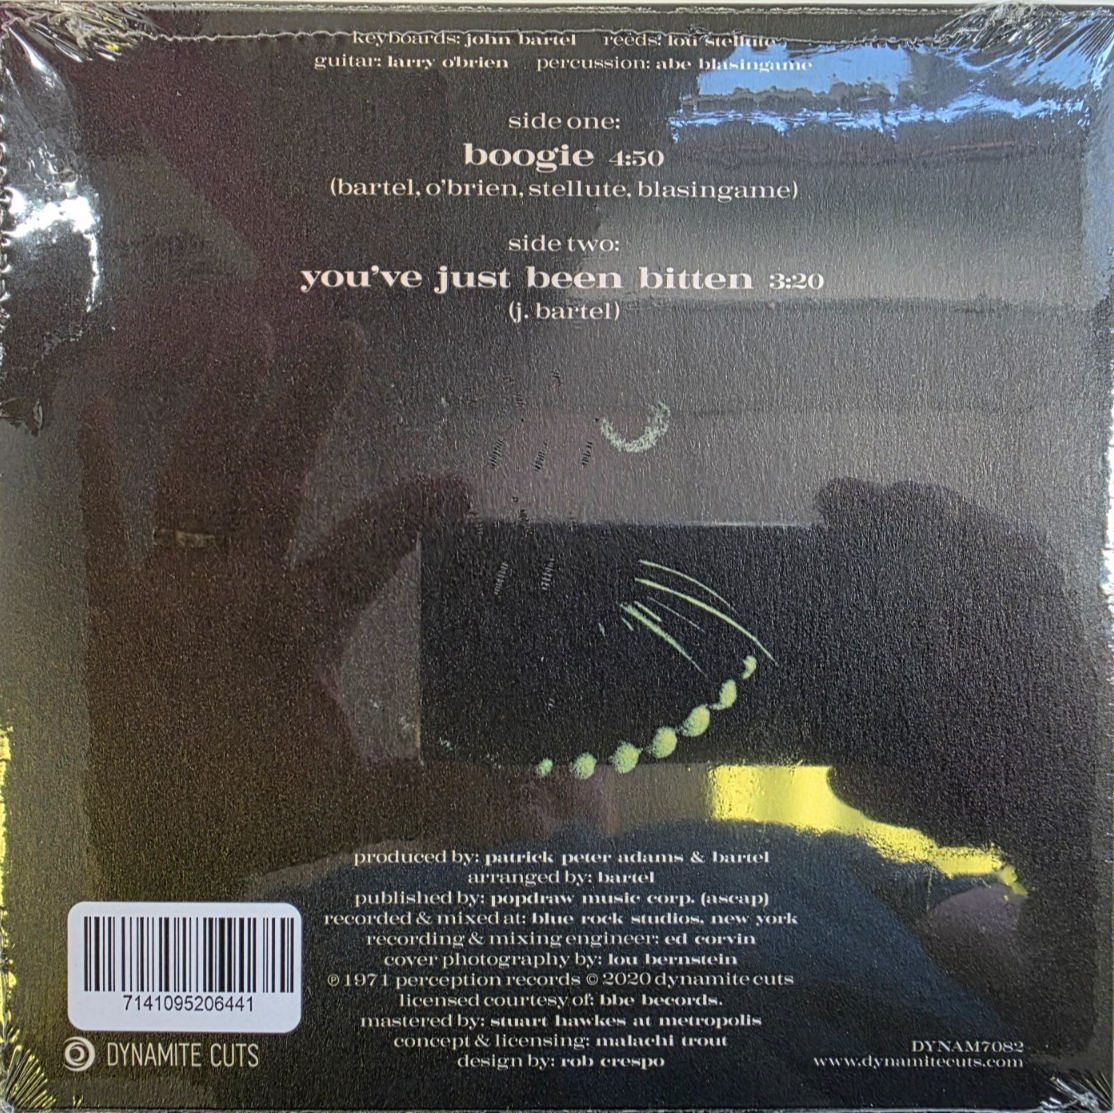 keyboards: john bartel reeds: lou stellute
guitar: larry o'brien percussion: abe blasingame
side one:
boogie 4:50
(bartel, o'brien, stellute, blasingame)
side two:
you've just been bitten 3:20
(j. bartel)
produced by: patrick peter adams & bartel
arranged by: bartel
published by: popdraw music corp. (ascap)
recorded & mixed at: blue rock studios, new york
recording & mixing engineer: ed corvin
cover photography by: lou bernstein
℗ 1971 perception records © 2020 dynamite cuts
licensed courtesy of: bbe becords.
mastered by: stuart hawkes at metropolis
concept & licensing: malachi trout
design by: rob crespo
7141095206441
DYNAMITE CUTS
DYNAM7082
www.dynamitecuts.com